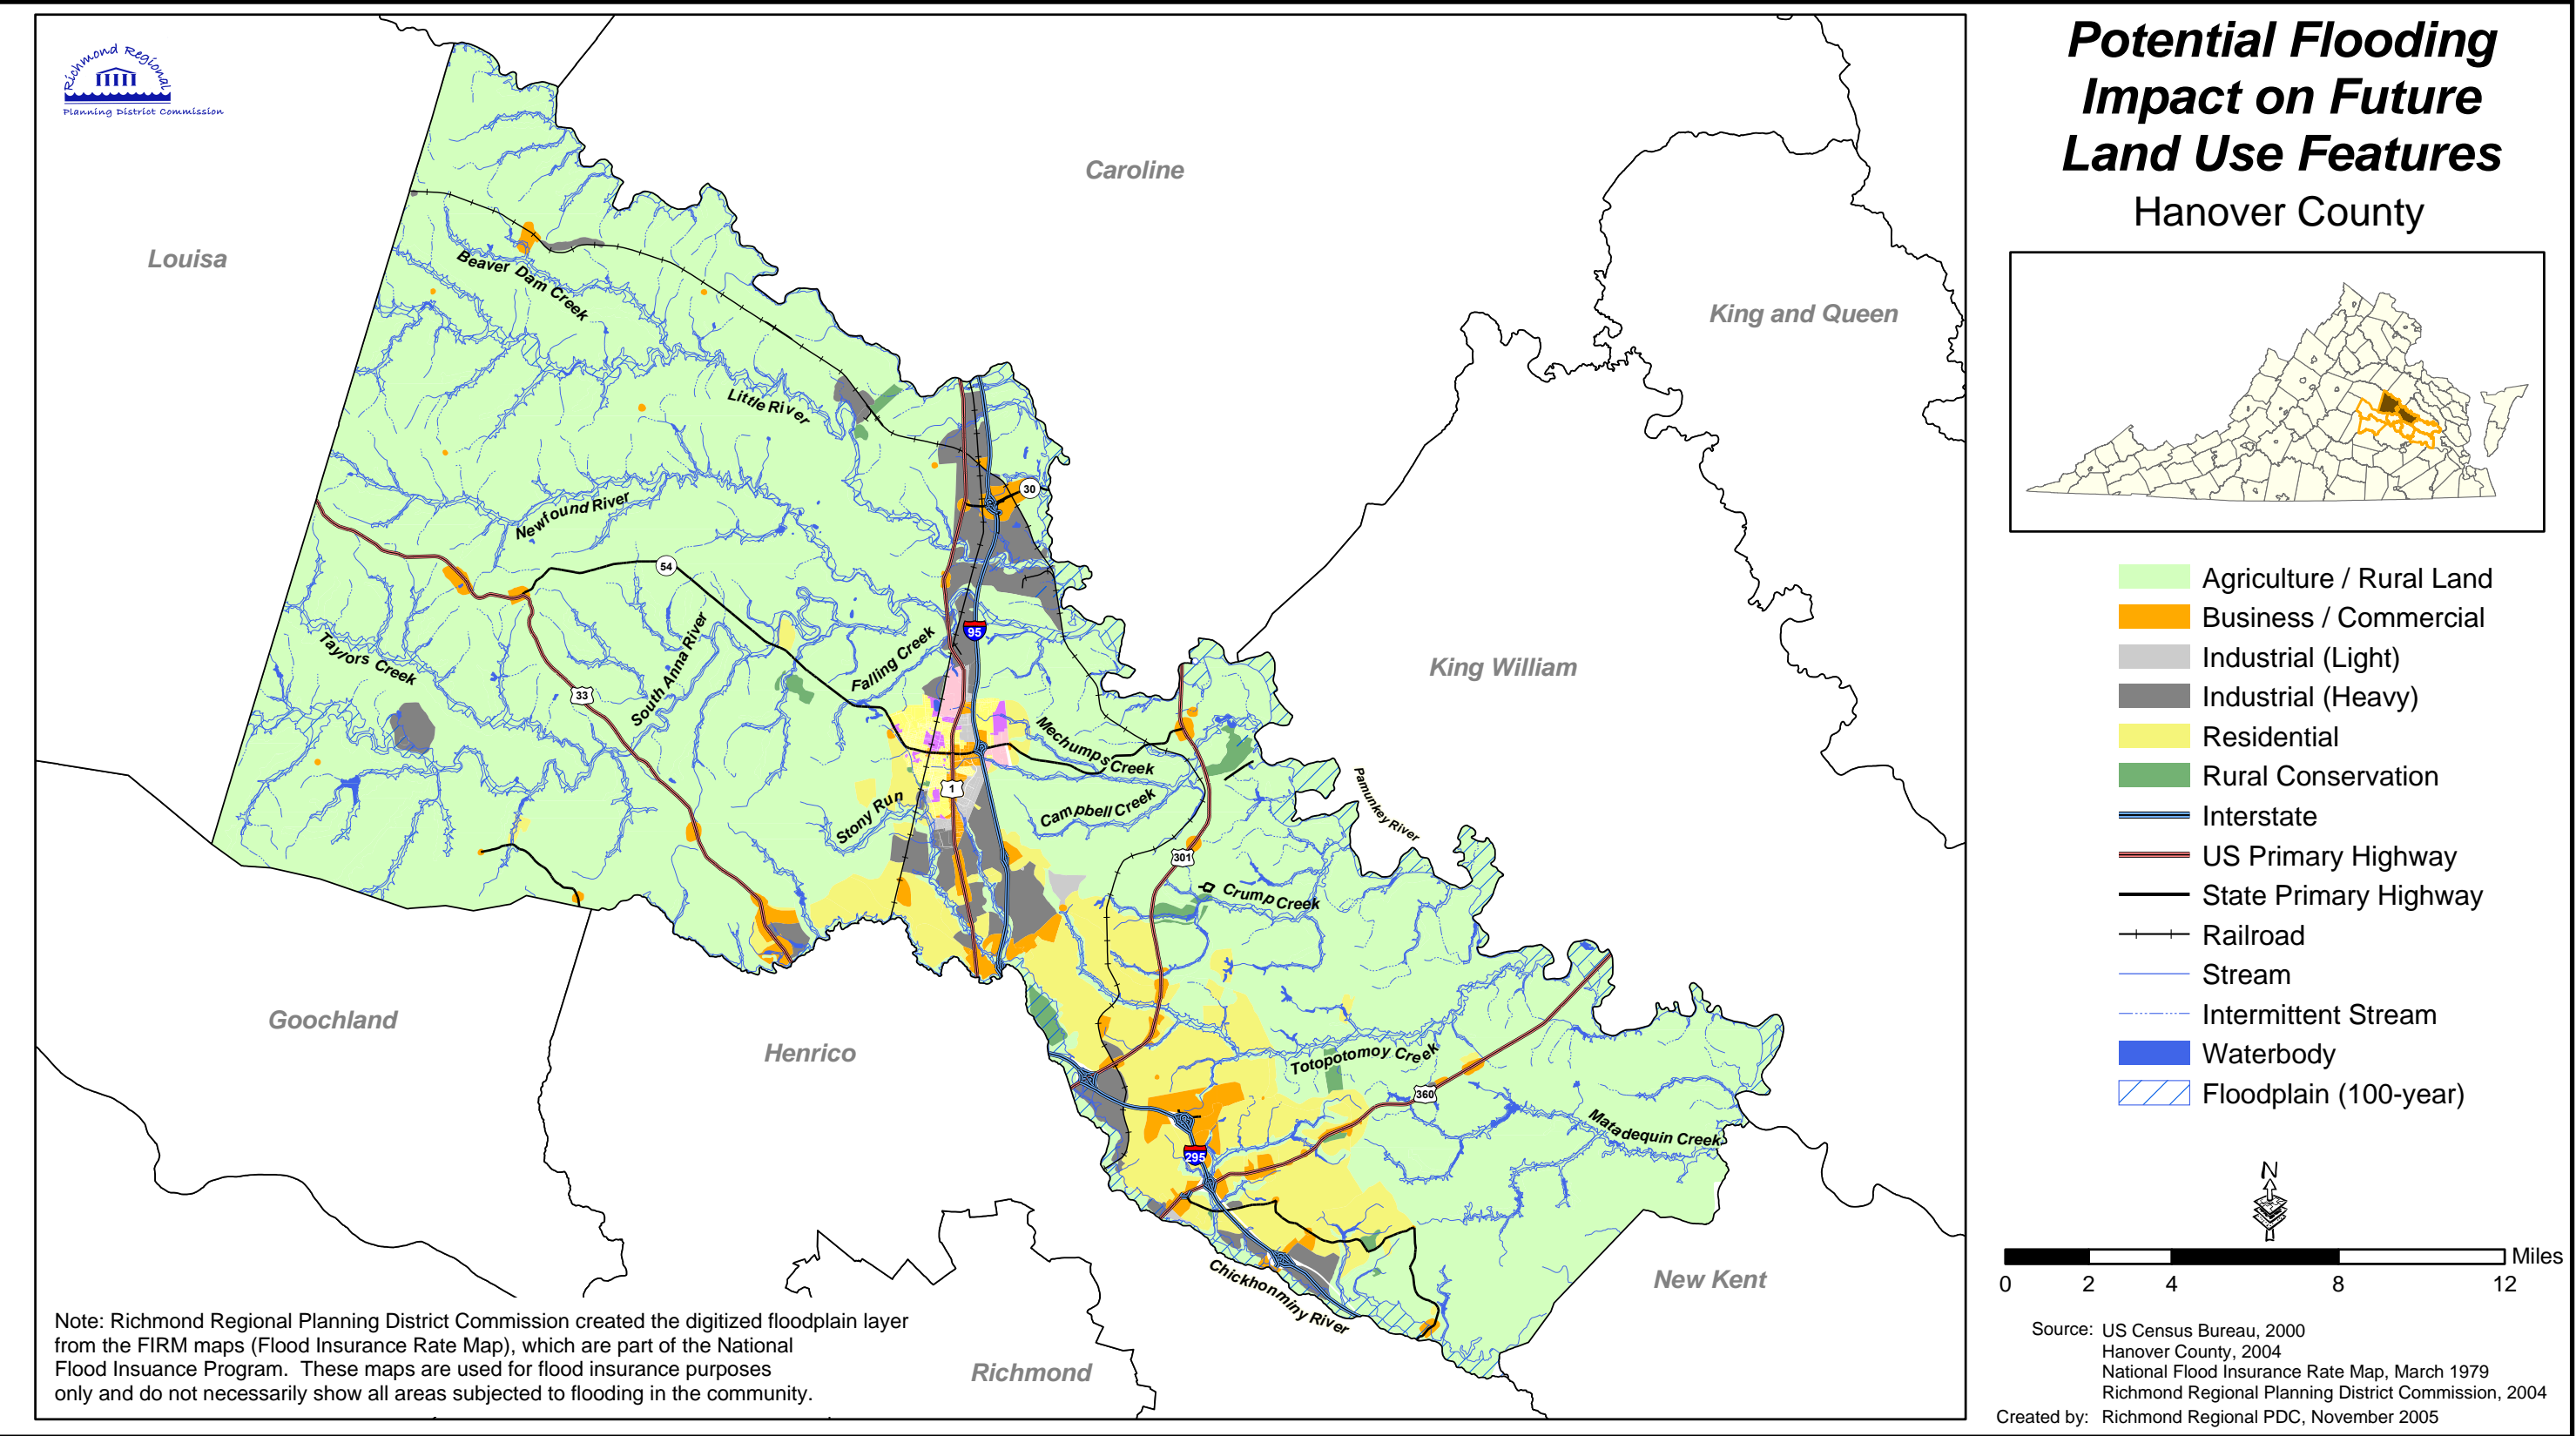 Richmond Regional
Planning District Commission
Potential Flooding
Impact on Future
Land Use Features
Hanover County
Caroline
Louisa
King and Queen
King William
Goochland
Henrico
Richmond
New Kent
Beaver Dam Creek
Little River
Newfound River
Taylors Creek
South Anna River
Falling Creek
Stony Run
Mechumps Creek
Campbell Creek
Crump Creek
Pamunkey River
Totopotomoy Creek
Matadequin Creek
Chickhonminy River
30
54
95
33
1
301
360
295
Agriculture / Rural Land
Business / Commercial
Industrial (Light)
Industrial (Heavy)
Residential
Rural Conservation
Interstate
US Primary Highway
State Primary Highway
Railroad
Stream
Intermittent Stream
Waterbody
Floodplain (100-year)
N
Miles
0 2 4 8 12
Note: Richmond Regional Planning District Commission created the digitized floodplain layer
from the FIRM maps (Flood Insurance Rate Map), which are part of the National
Flood Insuance Program. These maps are used for flood insurance purposes
only and do not necessarily show all areas subjected to flooding in the community.
Source: US Census Bureau, 2000
Hanover County, 2004
National Flood Insurance Rate Map, March 1979
Richmond Regional Planning District Commission, 2004
Created by: Richmond Regional PDC, November 2005